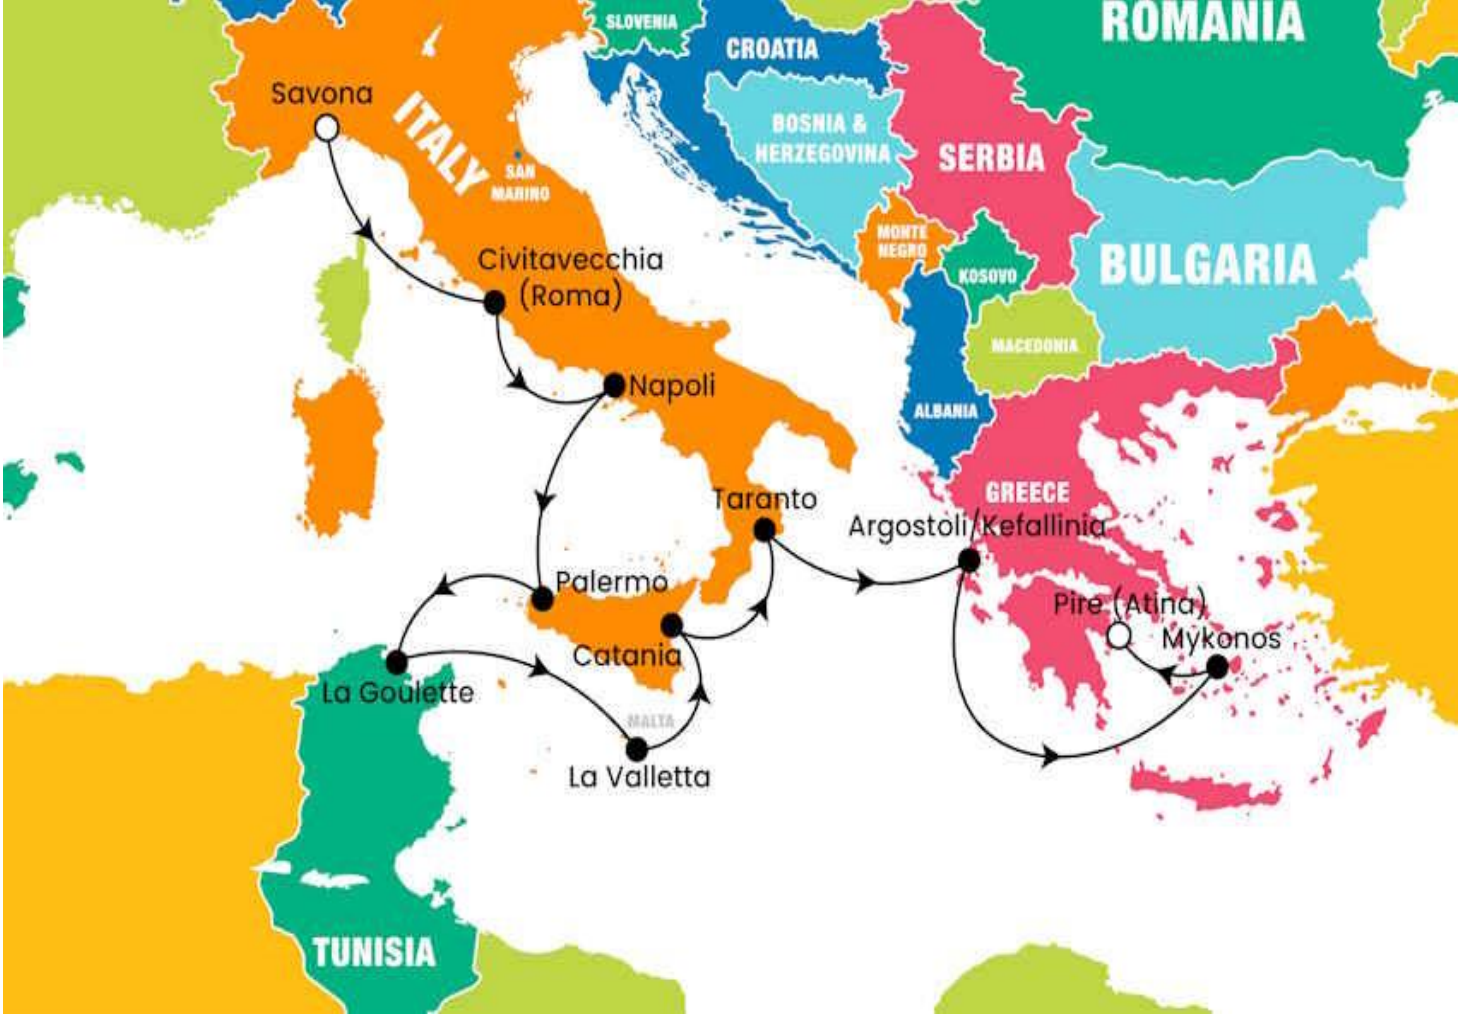 SLOVENIA
CROATIA
ROMANIA
Savona
ITALY
BOSNIA &
HERZEGOVINA
SERBIA
SAN
MARINO
MONTE
NEGRO
KOSOVO
BULGARIA
Civitavecchia
(Roma)
MACEDONIA
Napoli
ALBANIA
GREECE
Taranto
Argostoli/Kefallinia
Palermo
Pire (Atina)
Mykonos
Catania
La Goulette
MALTA
La Valletta
TUNISIA